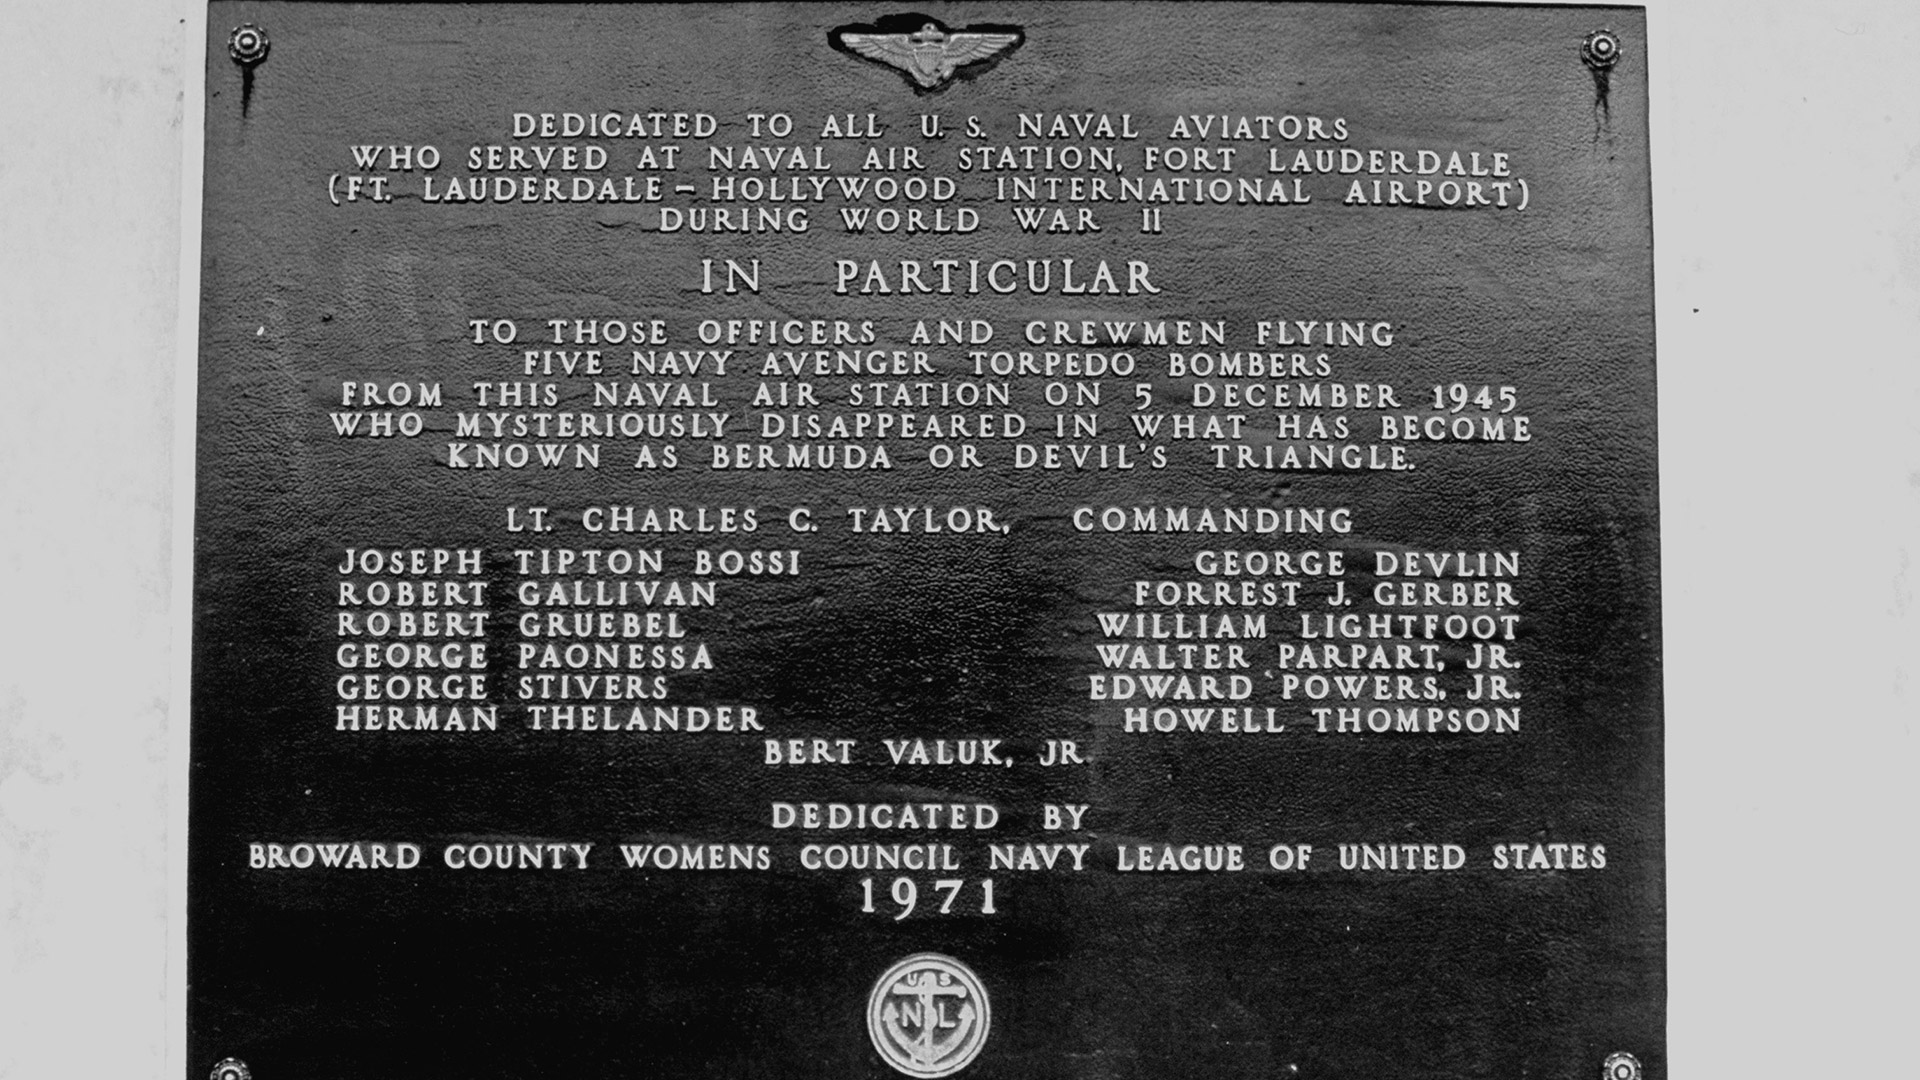 DEDICATED TO ALL U. S. NAVAL AVIATORS
WHO SERVED AT NAVAL AIR STATION, FORT LAUDERDALE
(FT. LAUDERDALE - HOLLYWOOD INTERNATIONAL AIRPORT)
DURING WORLD WAR II
IN PARTICULAR
TO THOSE OFFICERS AND CREWMEN FLYING
FIVE NAVY AVENGER TORPEDO BOMBERS
FROM THIS NAVAL AIR STATION ON 5 DECEMBER 1945
WHO MYSTERIOUSLY DISAPPEARED IN WHAT HAS BECOME
KNOWN AS BERMUDA OR DEVIL'S TRIANGLE.
LT. CHARLES C. TAYLOR, COMMANDING
JOSEPH TIPTON BOSSI GEORGE DEVLIN
ROBERT GALLIVAN FORREST J. GERBER
ROBERT GRUEBEL WILLIAM LIGHTFOOT
GEORGE PAONESSA WALTER PARPART, JR.
GEORGE STIVERS EDWARD POWERS, JR.
HERMAN THELANDER HOWELL THOMPSON
BERT VALUK, JR.
DEDICATED BY
BROWARD COUNTY WOMENS COUNCIL NAVY LEAGUE OF UNITED STATES
1971
U S
N L